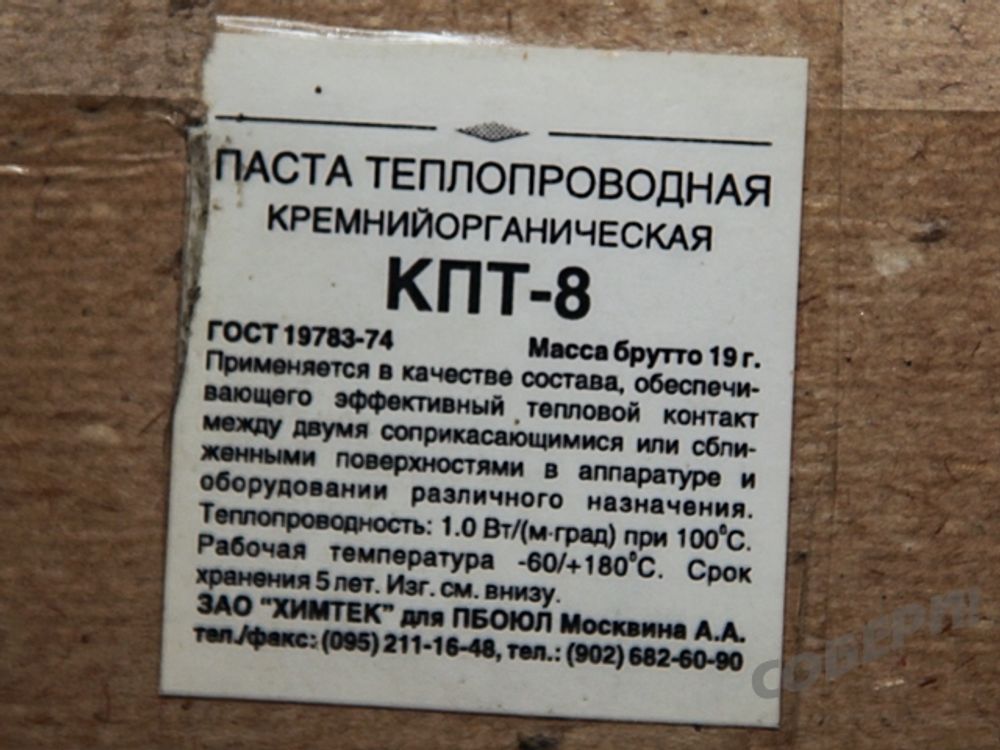 ПАСТА ТЕПЛОПРОВОДНАЯ
КРЕМНИЙОРГАНИЧЕСКАЯ
КПТ-8
ГОСТ 19783-74 Масса брутто 19 г.
Применяется в качестве состава, обеспечи-
вающего эффективный тепловой контакт
между двумя соприкасающимися или сбли-
женными поверхностями в аппаратуре и
оборудовании различного назначения.
Теплопроводность: 1.0 Вт/(м·град) при 100°С.
Рабочая температура -60/+180°С. Срок
хранения 5 лет. Изг. см. внизу.
ЗАО "ХИМТЕК" для ПБОЮЛ Москвина А.А.
тел./факс: (095) 211-16-48, тел.: (902) 682-60-90